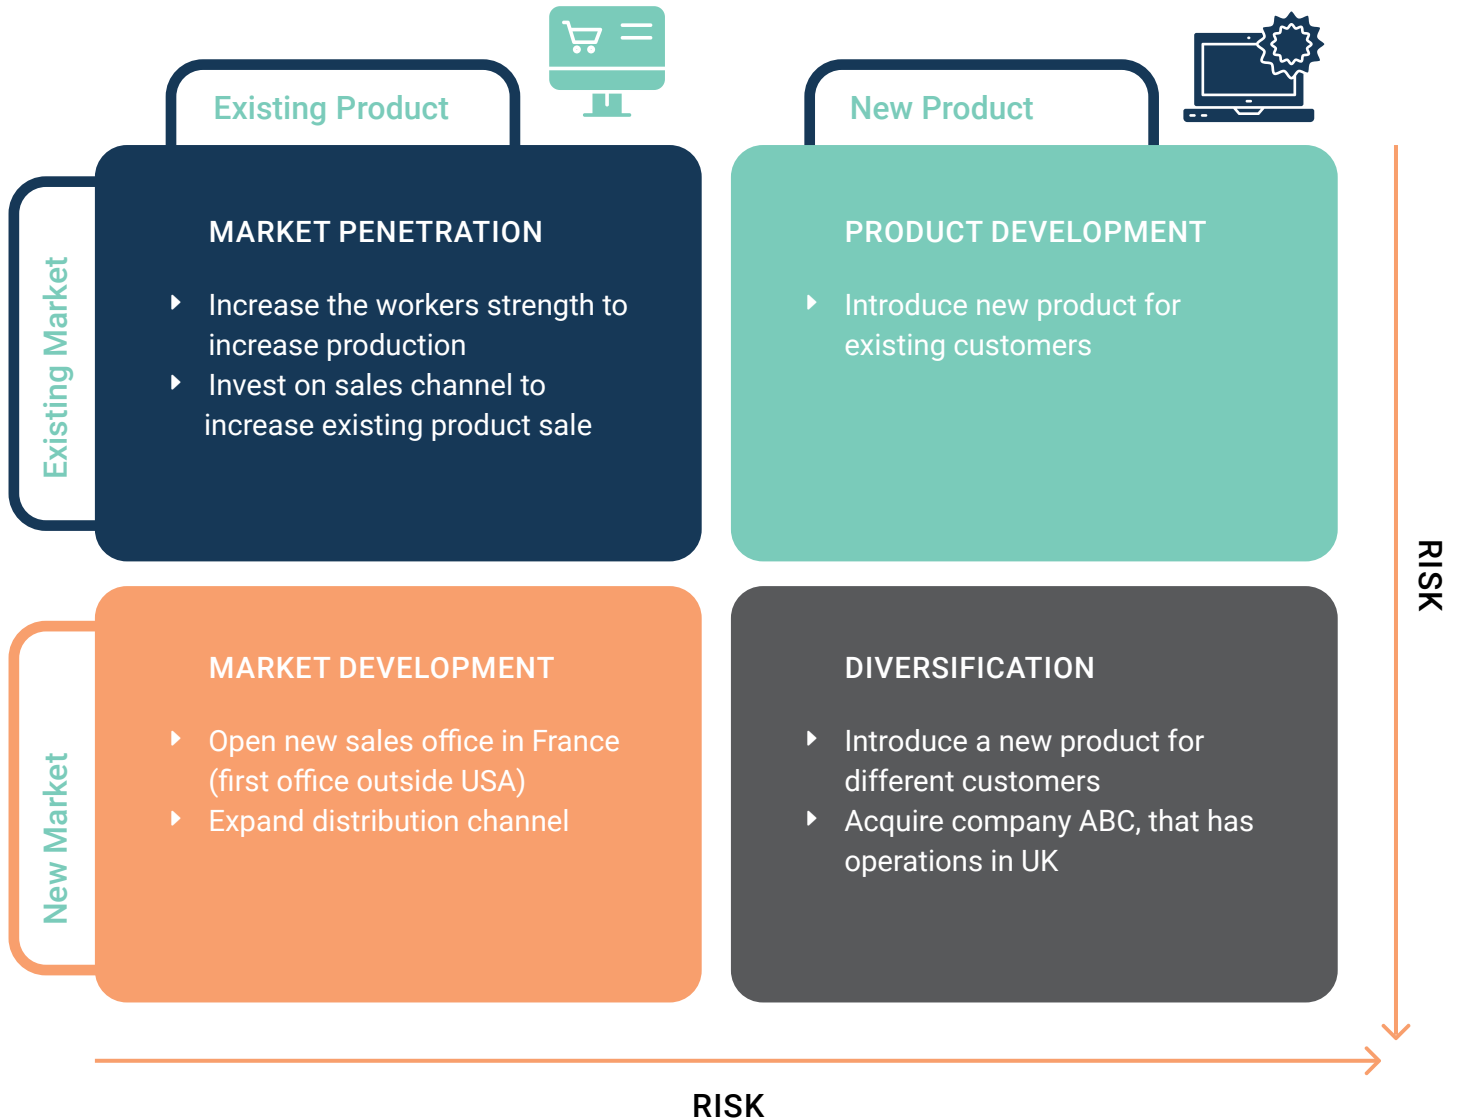 Existing Product
New Product
Existing Market
MARKET PENETRATION
Increase the workers strength to
increase production
Invest on sales channel to
increase existing product sale
PRODUCT DEVELOPMENT
Introduce new product for
existing customers
New Market
MARKET DEVELOPMENT
Open new sales office in France
(first office outside USA)
Expand distribution channel
DIVERSIFICATION
Introduce a new product for
different customers
Acquire company ABC, that has
operations in UK
RISK
RISK